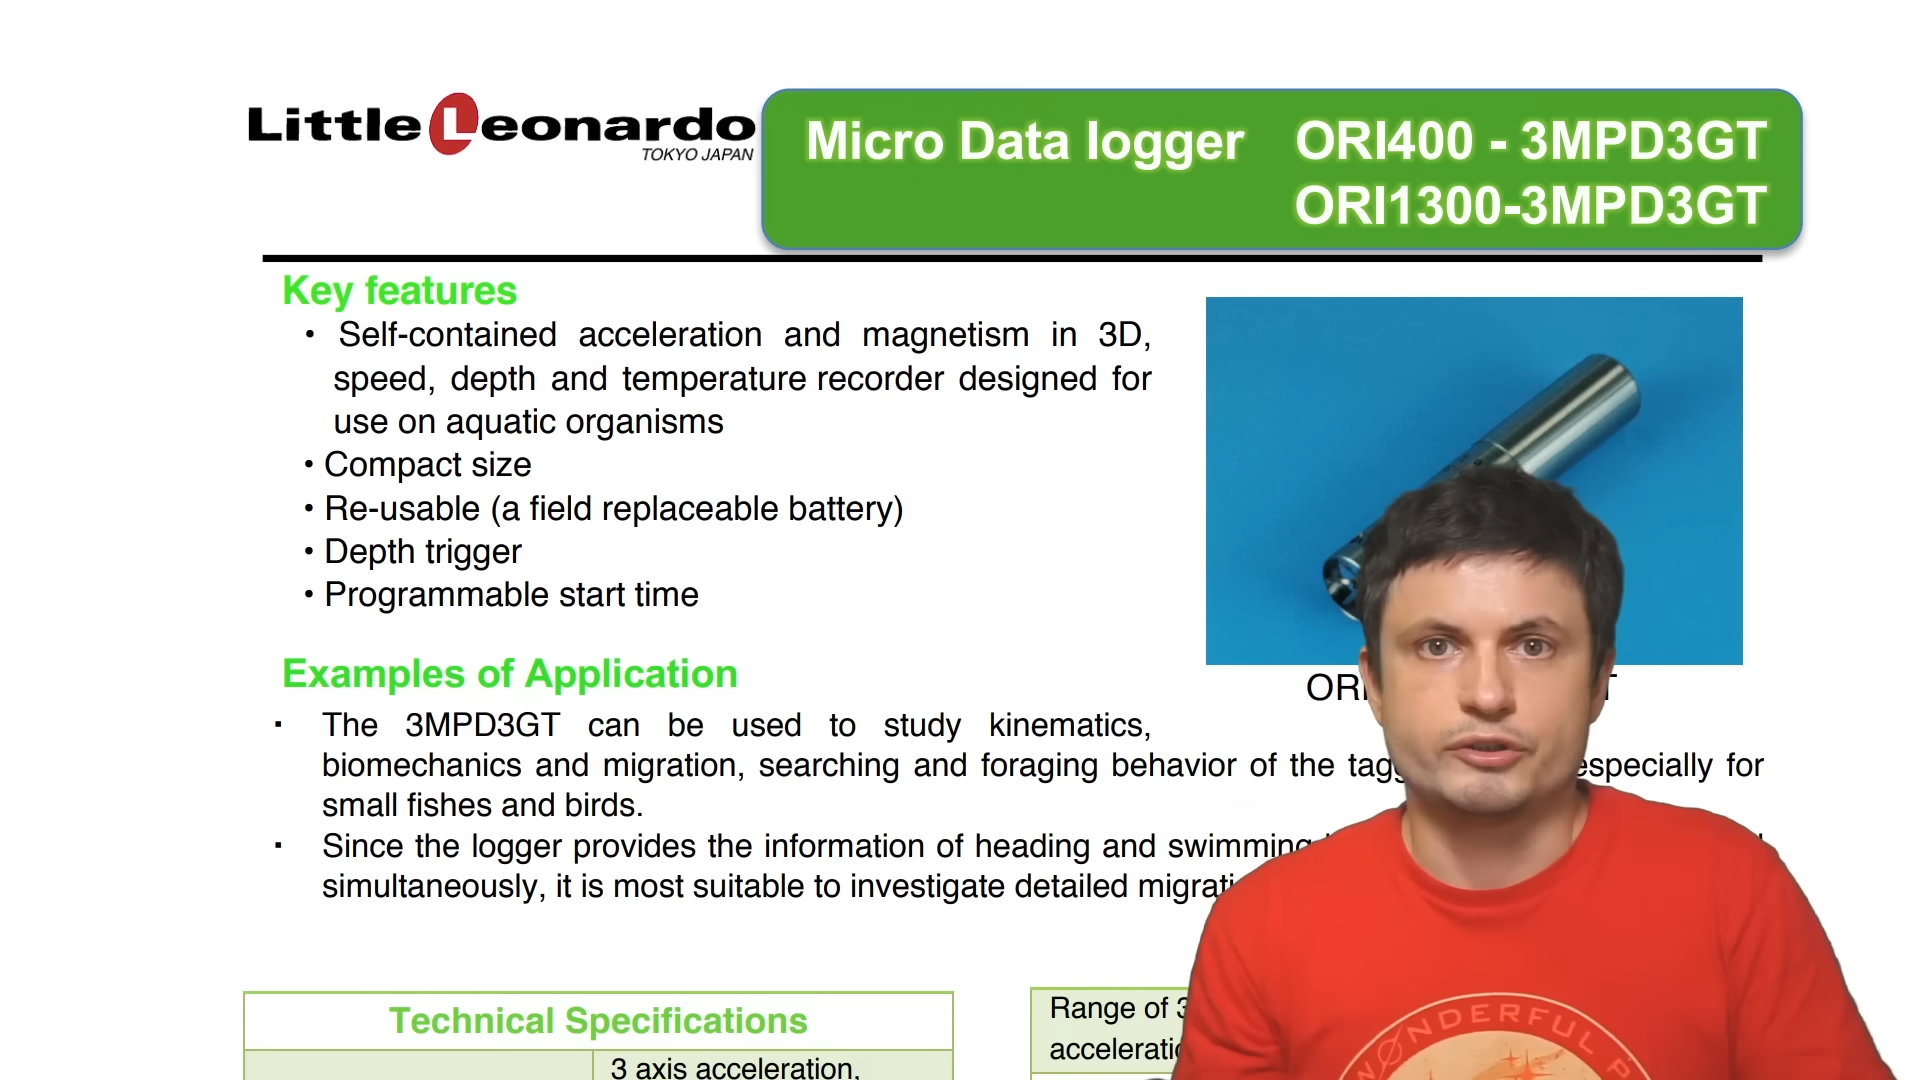 Little Leonardo
TOKYO JAPAN
Micro Data logger ORI400 - 3MPD3GT
ORI1300-3MPD3GT
Key features
• Self-contained acceleration and magnetism in 3D,
speed, depth and temperature recorder designed for
use on aquatic organisms
• Compact size
• Re-usable (a field replaceable battery)
• Depth trigger
• Programmable start time
ORI
Examples of Application
▪ The 3MPD3GT can be used to study kinematics,
biomechanics and migration, searching and foraging behavior of the especially for
small fishes and birds.
▪ Since the logger provides the information of heading and swimming
simultaneously, it is most suitable to investigate detailed
Technical Specifications
3 axis acceleration,
Range of 3
WONDERFUL